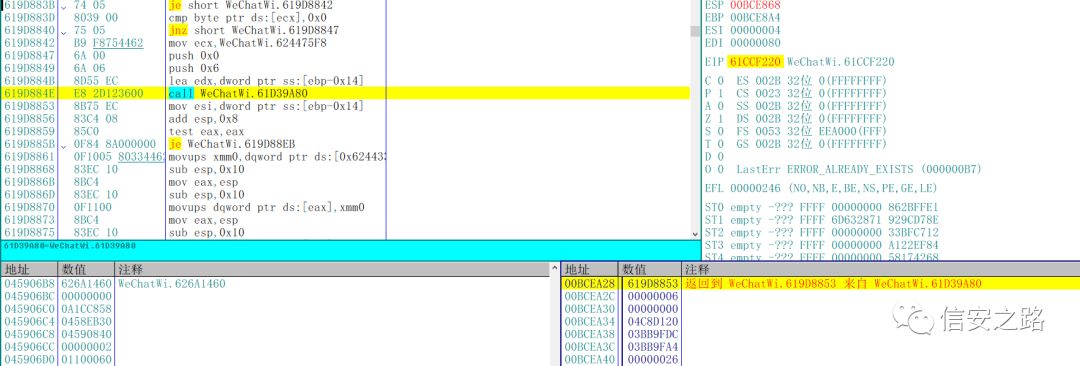 619D883B 74 05 je short WeChatWi.619D8842
619D883D 8039 00 cmp byte ptr ds:[ecx],0x0
619D8840 75 05 jnz short WeChatWi.619D8847
619D8842 B9 F8754462 mov ecx,WeChatWi.624475F8
619D8847 6A 00 push 0x0
619D8849 6A 06 push 0x6
619D884B 8D55 EC lea edx,dword ptr ss:[ebp-0x14]
619D884E E8 2D123600 call WeChatWi.61D39A80
619D8853 8B75 EC mov esi,dword ptr ss:[ebp-0x14]
619D8856 83C4 08 add esp,0x8
619D8859 85C0 test eax,eax
619D885B 0F84 8A000000 je WeChatWi.619D88EB
619D8861 0F1005 80334462 movups xmm0,dqword ptr ds:[0x624433
619D8868 83EC 10 sub esp,0x10
619D886B 8BC4 mov eax,esp
619D886D 83EC 10 sub esp,0x10
619D8870 0F1100 movups dqword ptr ds:[eax],xmm0
619D8873 8BC4 mov eax,esp
619D8875 83EC 10 sub esp,0x10
61D39A80=WeChatWi.61D39A80
ESP 00BCE868
EBP 00BCE8A4
ESI 00000004
EDI 00000080
EIP 61CCF220 WeChatWi.61CCF220
C 0 ES 002B 32位 0(FFFFFFFF)
P 1 CS 0023 32位 0(FFFFFFFF)
A 0 SS 002B 32位 0(FFFFFFFF)
Z 1 DS 002B 32位 0(FFFFFFFF)
S 0 FS 0053 32位 EEA000(FFF)
T 0 GS 002B 32位 0(FFFFFFFF)
D 0
O 0 LastErr ERROR_ALREADY_EXISTS (000000B7)
EFL 00000246 (NO,NB,E,BE,NS,PE,GE,LE)
ST0 empty -??? FFFF 00000000 862BFFE1
ST1 empty -??? FFFF 6D632871 929CD78E
ST2 empty -??? FFFF 00000000 33BFC712
ST3 empty -??? FFFF 00000000 A122EF84
ST4 empty -??? FFFF 00000000 58174268
地址 数值 注释
045906B8 626A1460 WeChatWi.626A1460
045906BC 00000000
045906C0 0A1CC858
045906C4 0458EB30
045906C8 04590840
045906CC 00000002
045906D0 01100060
地址 数值 注释
00BCEA28 619D8853 返回到 WeChatWi.619D8853 来自 WeChatWi.61D39A80
00BCEA2C 00000006
00BCEA30 00000000
00BCEA34 04C8D120
00BCEA38 03BB9FDC
00BCEA3C 03BB9FA4
00BCEA40 00000026
信安之路